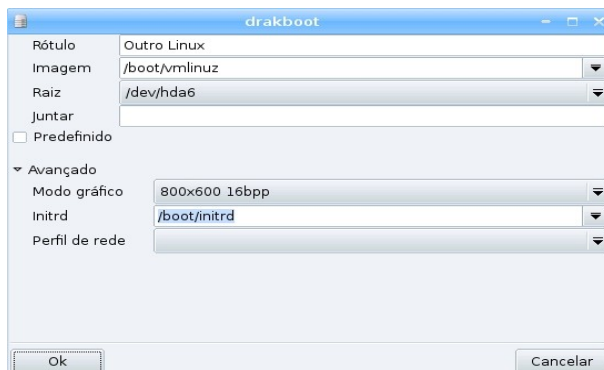 drakboot
Rótulo Outro Linux
Imagem /boot/vmlinuz
Raiz /dev/hda6
Juntar
Predefinido
Avançado
Modo gráfico 800x600 16bpp
Initrd /boot/initrd
Perfil de rede
Ok Cancelar